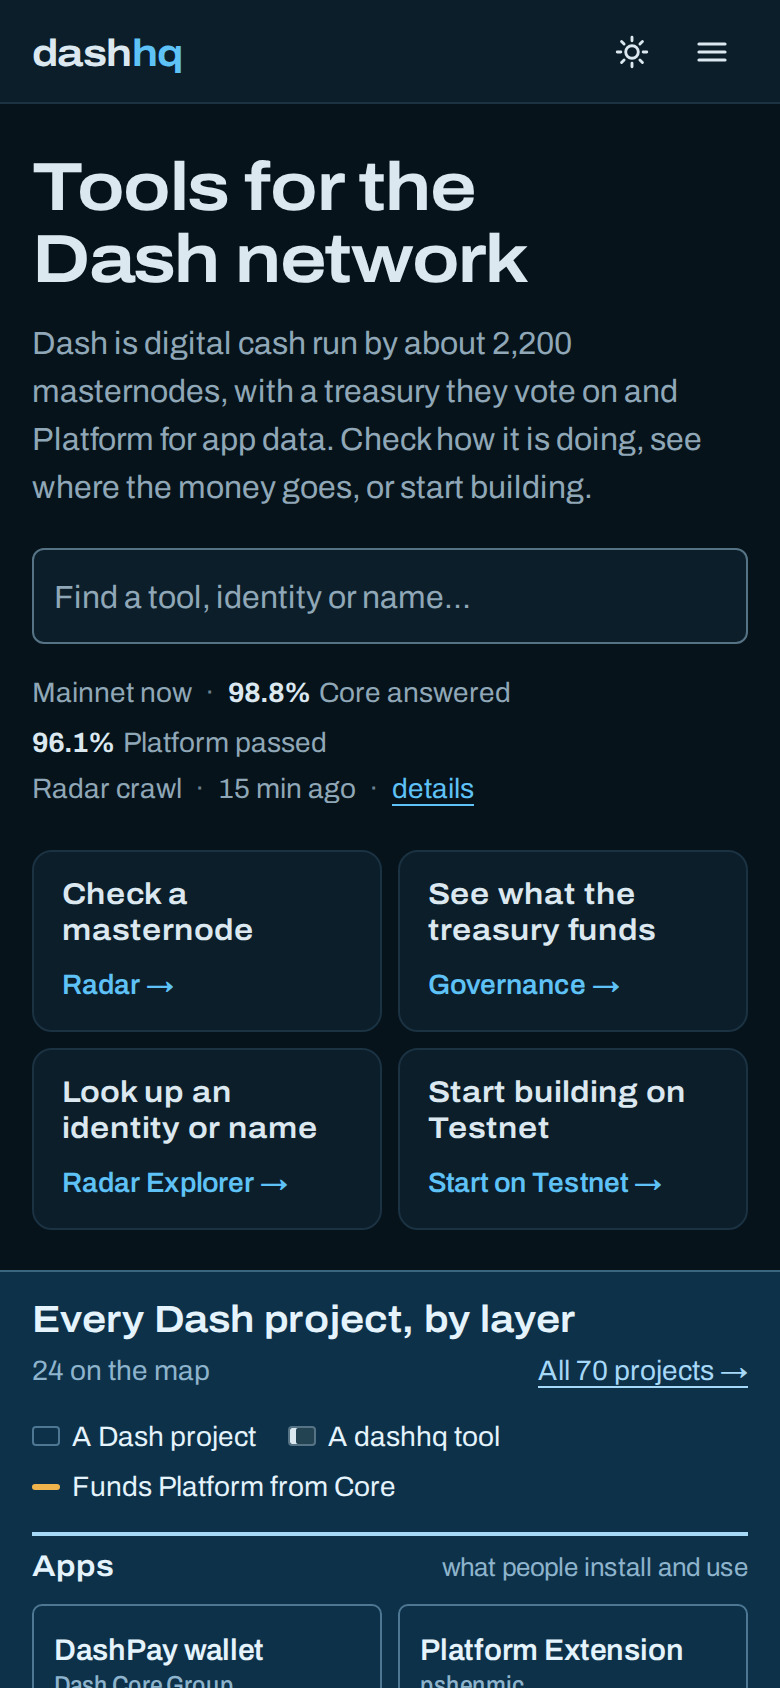 dashhq
Tools for the
Dash network
Dash is digital cash run by about 2,200
masternodes, with a treasury they vote on and
Platform for app data. Check how it is doing, see
where the money goes, or start building.
Find a tool, identity or name...
Mainnet now · 98.8% Core answered
96.1% Platform passed
Radar crawl · 15 min ago · details
Check a
masternode
Radar →
See what the
treasury funds
Governance →
Look up an
identity or name
Radar Explorer →
Start building on
Testnet
Start on Testnet →
Every Dash project, by layer
24 on the map
All 70 projects →
A Dash project
A dashhq tool
Funds Platform from Core
Apps
what people install and use
DashPay wallet
Dash Core Group
Platform Extension
pshenmic